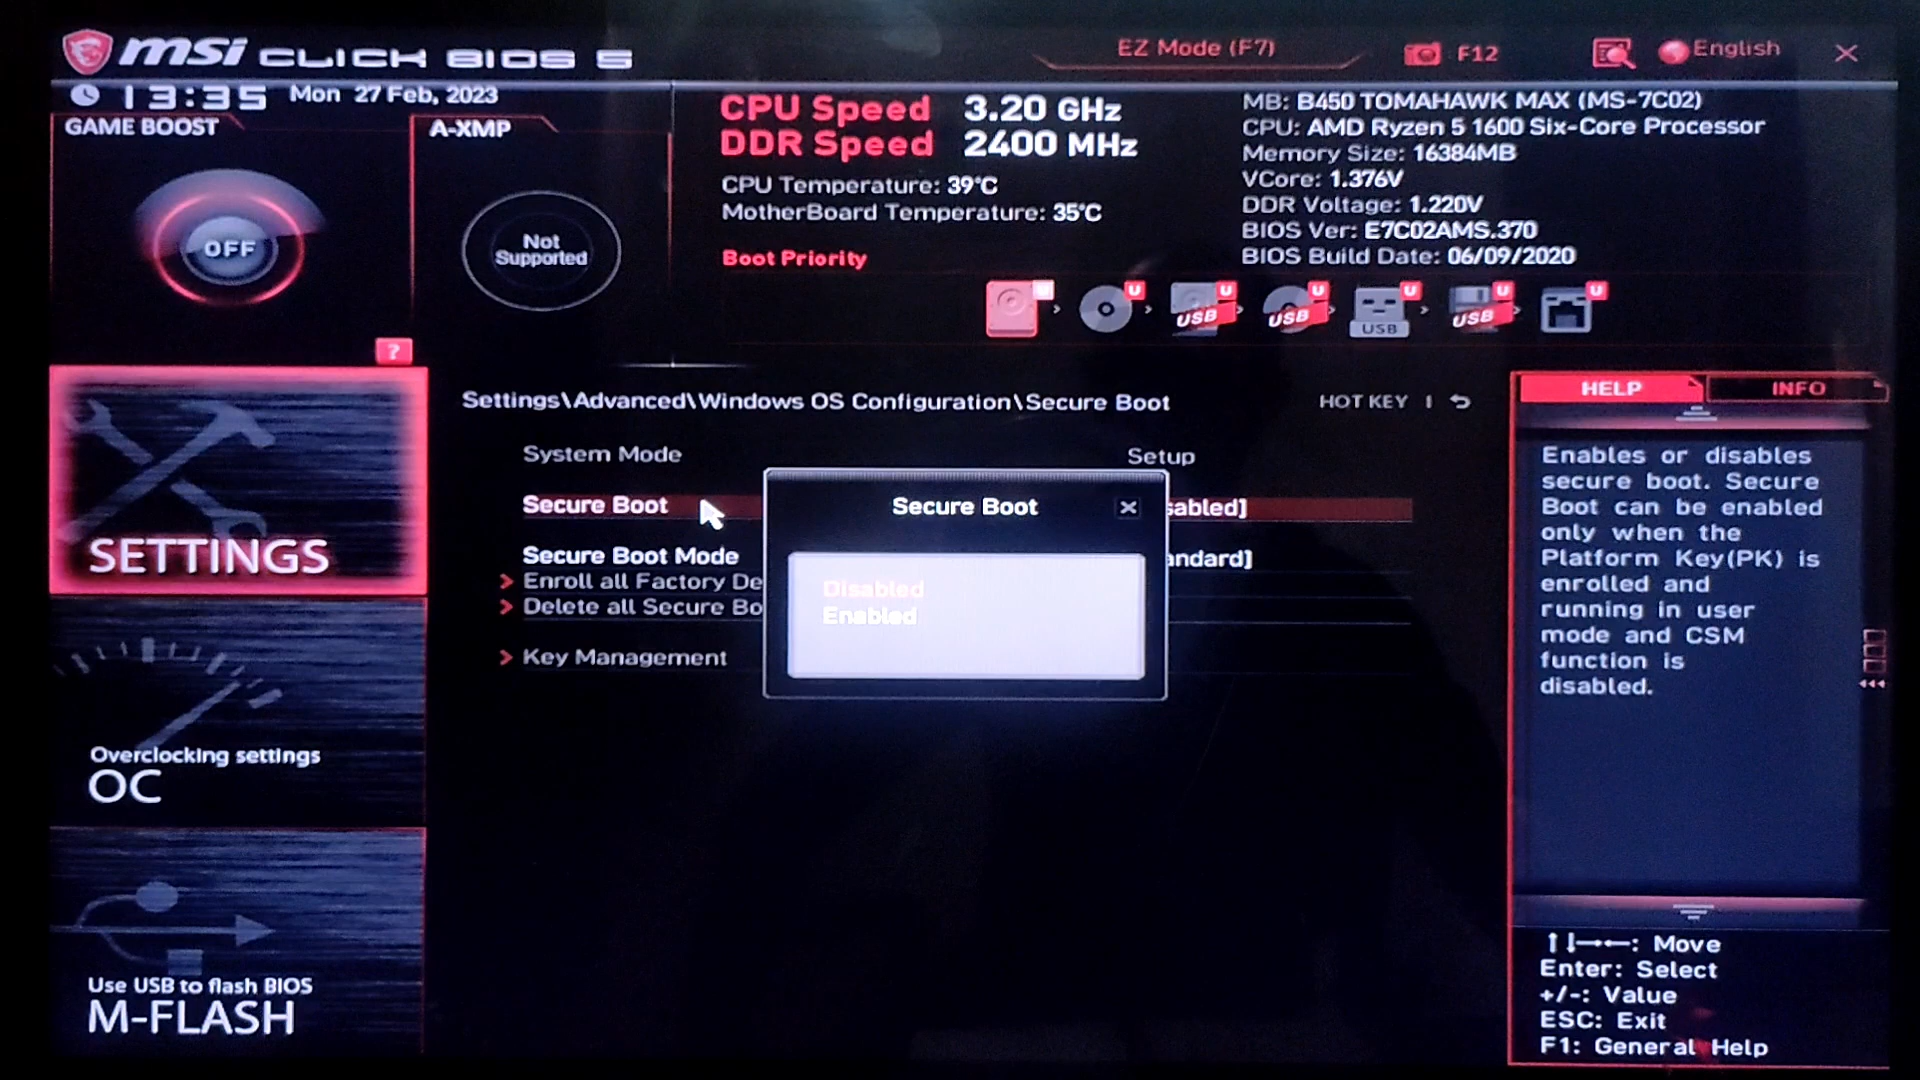 msi CLICK BIOS 5
EZ Mode (F7)
F12
English
13:35 Mon 27 Feb, 2023
GAME BOOST
A-XMP
OFF
Not
Supported
CPU Speed 3.20 GHz
DDR Speed 2400 MHz
CPU Temperature: 39°C
MotherBoard Temperature: 35°C
Boot Priority
MB: B450 TOMAHAWK MAX (MS-7C02)
CPU: AMD Ryzen 5 1600 Six-Core Processor
Memory Size: 16384MB
VCore: 1.376V
DDR Voltage: 1.220V
BIOS Ver: E7C02AMS.370
BIOS Build Date: 06/09/2020
U U U U U U U
USB USB USB USB
?
SETTINGS
Overclocking settings
OC
Use USB to flash BIOS
M-FLASH
Settings\Advanced\Windows OS Configuration\Secure Boot
HOT KEY
System Mode Setup
Secure Boot sabled]
Secure Boot Mode andard]
> Enroll all Factory De
> Delete all Secure Bo
> Key Management
Secure Boot
Disabled
Enabled
HELP
INFO
Enables or disables
secure boot. Secure
Boot can be enabled
only when the
Platform Key(PK) is
enrolled and
running in user
mode and CSM
function is
disabled.
↑↓→←: Move
Enter: Select
+/-: Value
ESC: Exit
F1: General Help